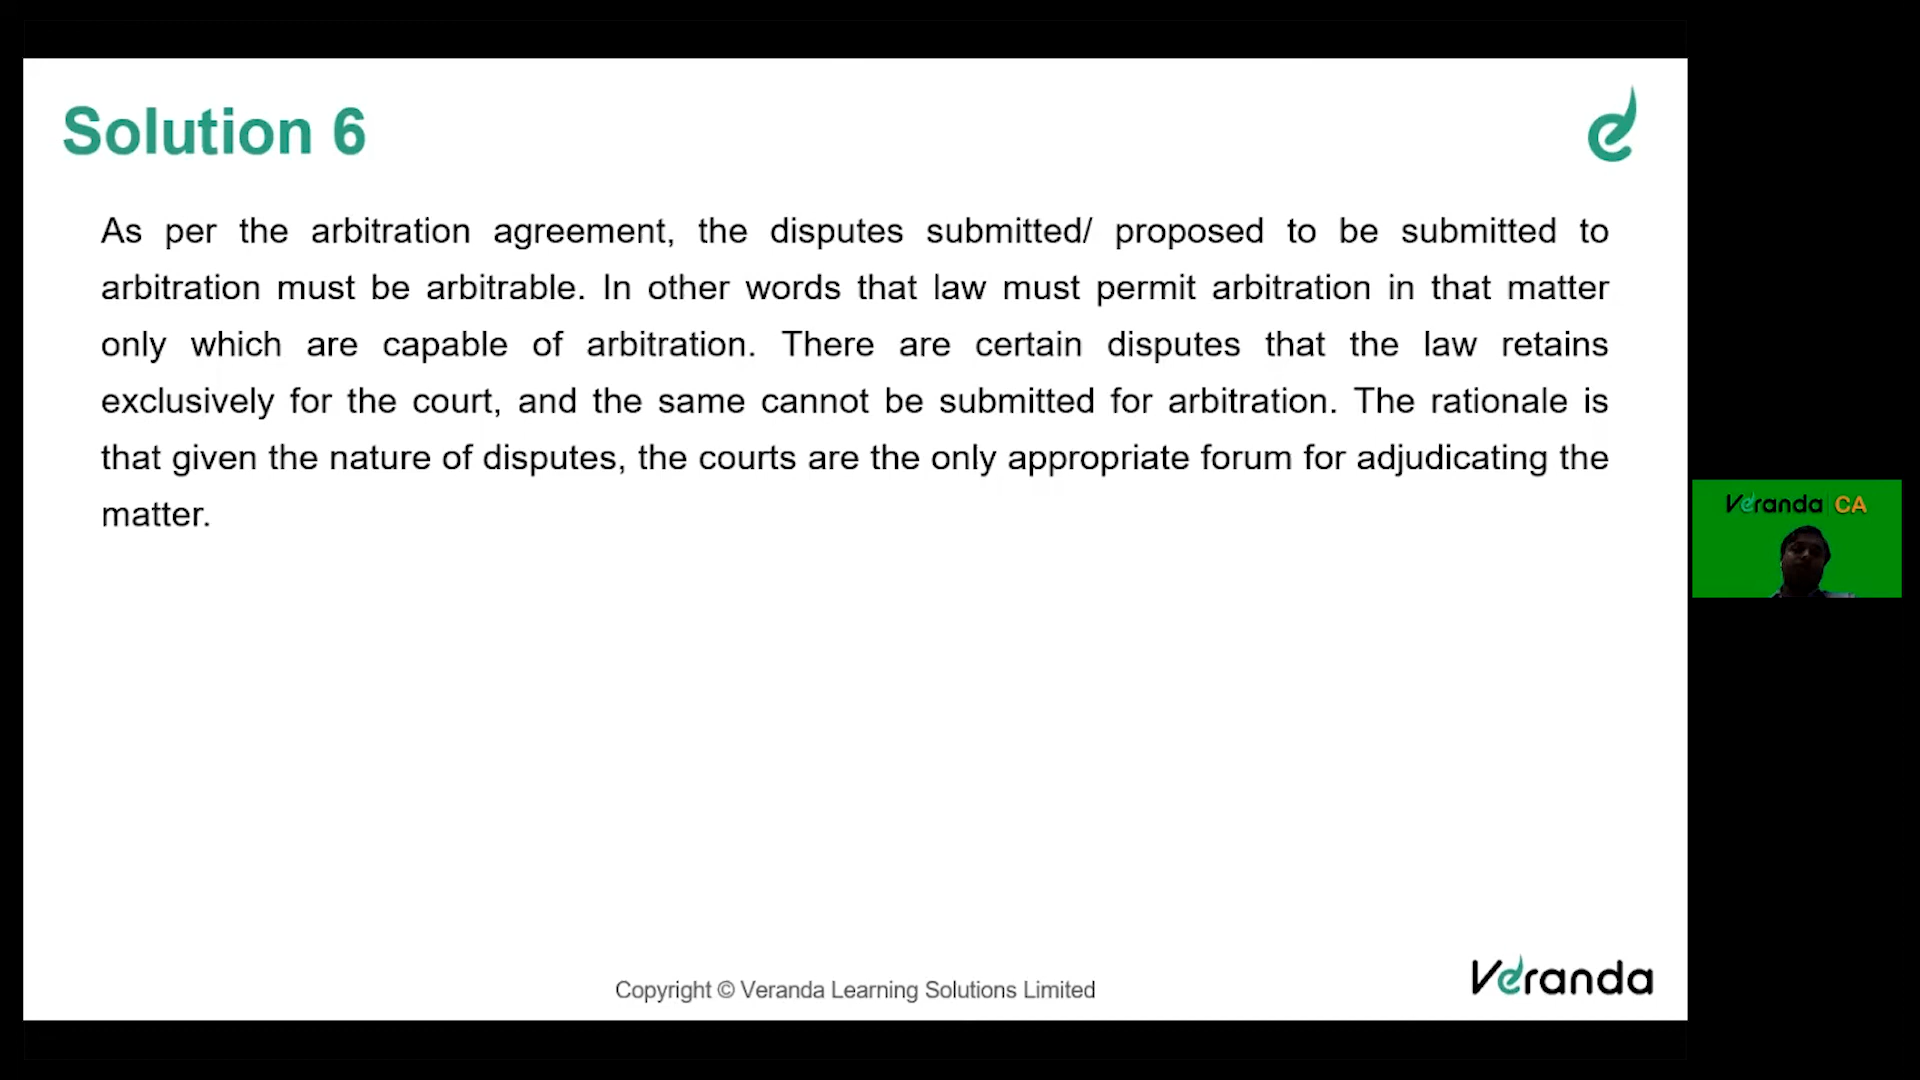 Solution 6
As per the arbitration agreement, the disputes submitted/ proposed to be submitted to
arbitration must be arbitrable. In other words that law must permit arbitration in that matter
only which are capable of arbitration. There are certain disputes that the law retains
exclusively for the court, and the same cannot be submitted for arbitration. The rationale is
that given the nature of disputes, the courts are the only appropriate forum for adjudicating the
matter.
Veranda CA
Copyright © Veranda Learning Solutions Limited
Veranda